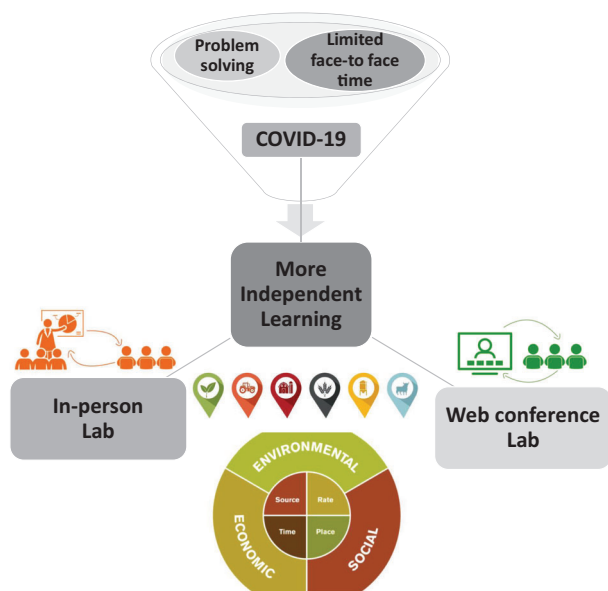 Problem
solving
Limited
face-to face
time
COVID-19
More
Independent
Learning
In-person
Lab
Web conference
Lab
ENVIRONMENTAL
Source
Rate
Time
Place
ECONOMIC
SOCIAL